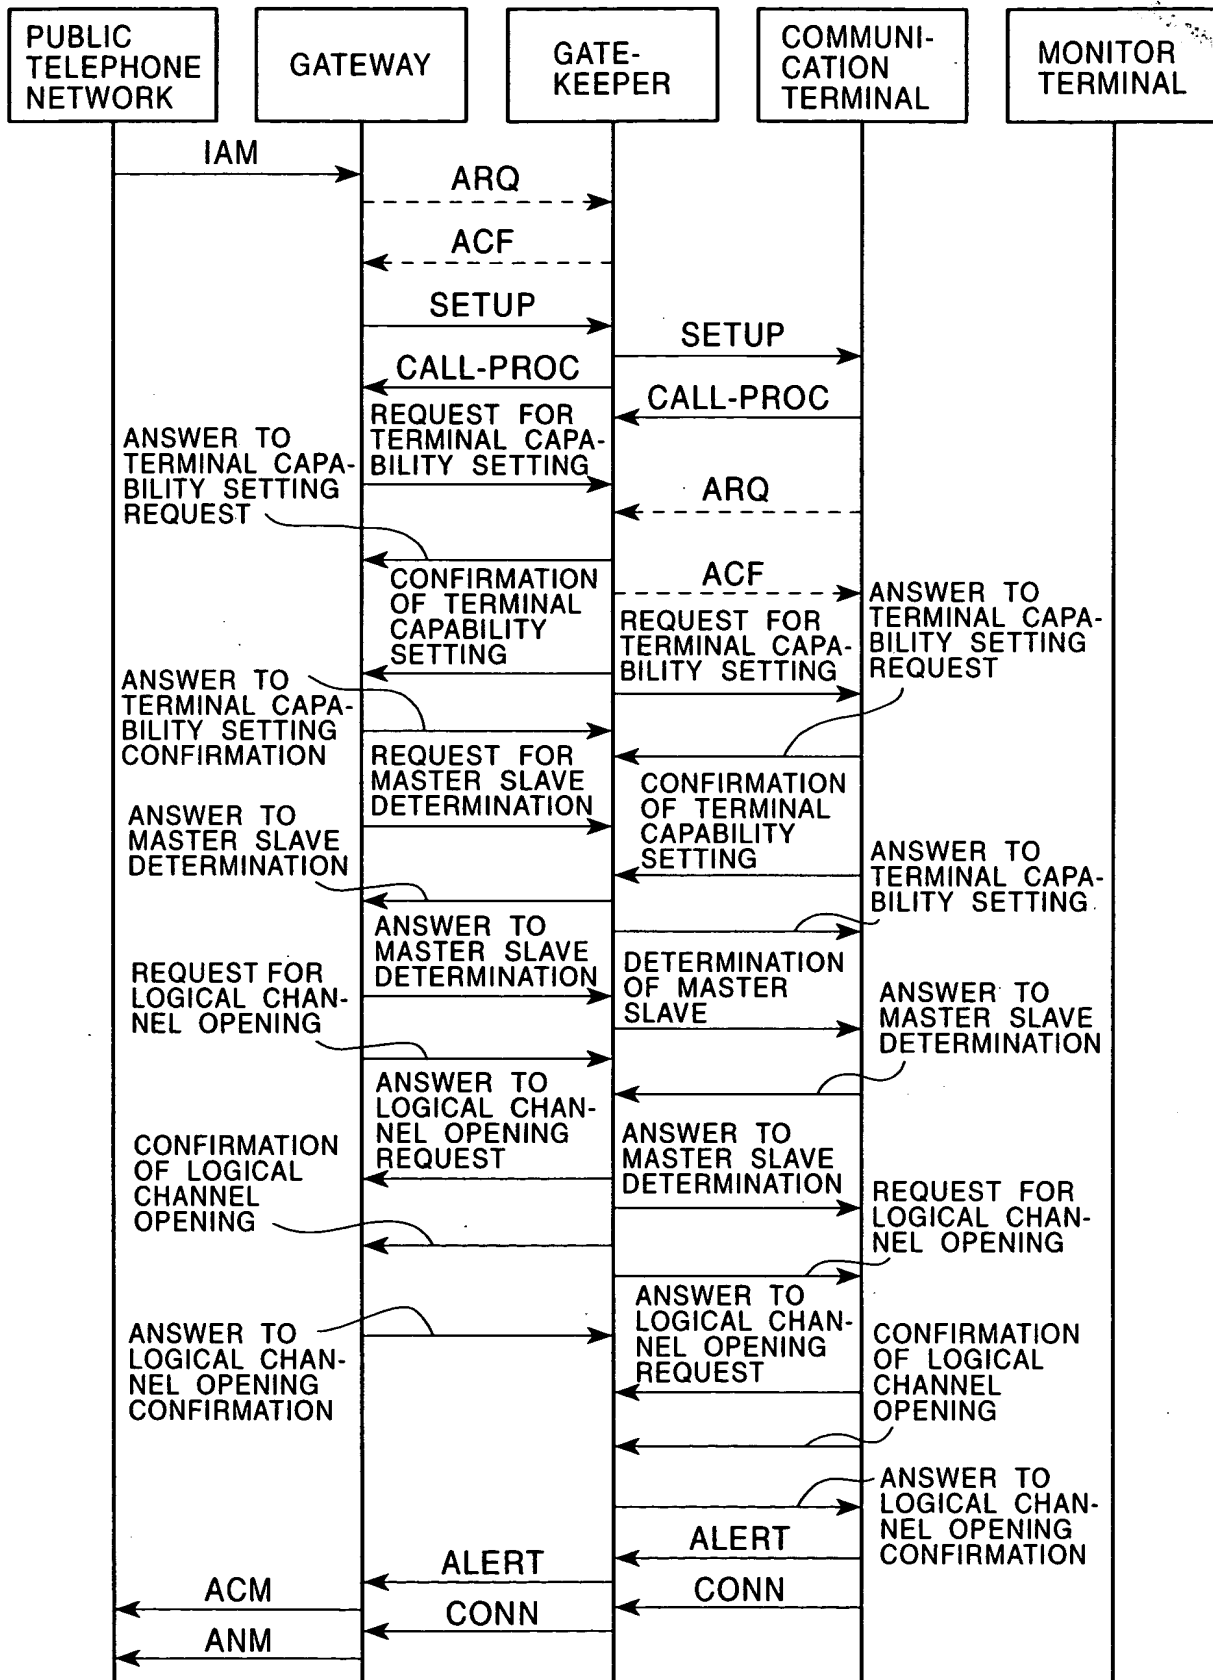 PUBLIC
TELEPHONE
NETWORK
GATEWAY
GATE-
KEEPER
COMMUNI-
CATION
TERMINAL
MONITOR
TERMINAL
IAM
ARQ
ACF
SETUP
SETUP
CALL-PROC
CALL-PROC
REQUEST FOR
TERMINAL CAPA-
BILITY SETTING
ANSWER TO
TERMINAL CAPA-
BILITY SETTING
REQUEST
ARQ
ACF
CONFIRMATION
OF TERMINAL
CAPABILITY
SETTING
REQUEST FOR
TERMINAL CAPA-
BILITY SETTING
ANSWER TO
TERMINAL CAPA-
BILITY SETTING
REQUEST
ANSWER TO
TERMINAL CAPA-
BILITY SETTING
CONFIRMATION
REQUEST FOR
MASTER SLAVE
DETERMINATION
CONFIRMATION
OF TERMINAL
CAPABILITY
SETTING
ANSWER TO
MASTER SLAVE
DETERMINATION
ANSWER TO
TERMINAL CAPA-
BILITY SETTING
ANSWER TO
MASTER SLAVE
DETERMINATION
DETERMINATION
OF MASTER
SLAVE
REQUEST FOR
LOGICAL CHAN-
NEL OPENING
ANSWER TO
MASTER SLAVE
DETERMINATION
ANSWER TO
LOGICAL CHAN-
NEL OPENING
REQUEST
ANSWER TO
MASTER SLAVE
DETERMINATION
CONFIRMATION
OF LOGICAL
CHANNEL
OPENING
REQUEST FOR
LOGICAL CHAN-
NEL OPENING
ANSWER TO
LOGICAL CHAN-
NEL OPENING
REQUEST
ANSWER TO
LOGICAL CHAN-
NEL OPENING
CONFIRMATION
CONFIRMATION
OF LOGICAL
CHANNEL
OPENING
ANSWER TO
LOGICAL CHAN-
NEL OPENING
CONFIRMATION
ALERT
ALERT
ACM
CONN
CONN
ANM